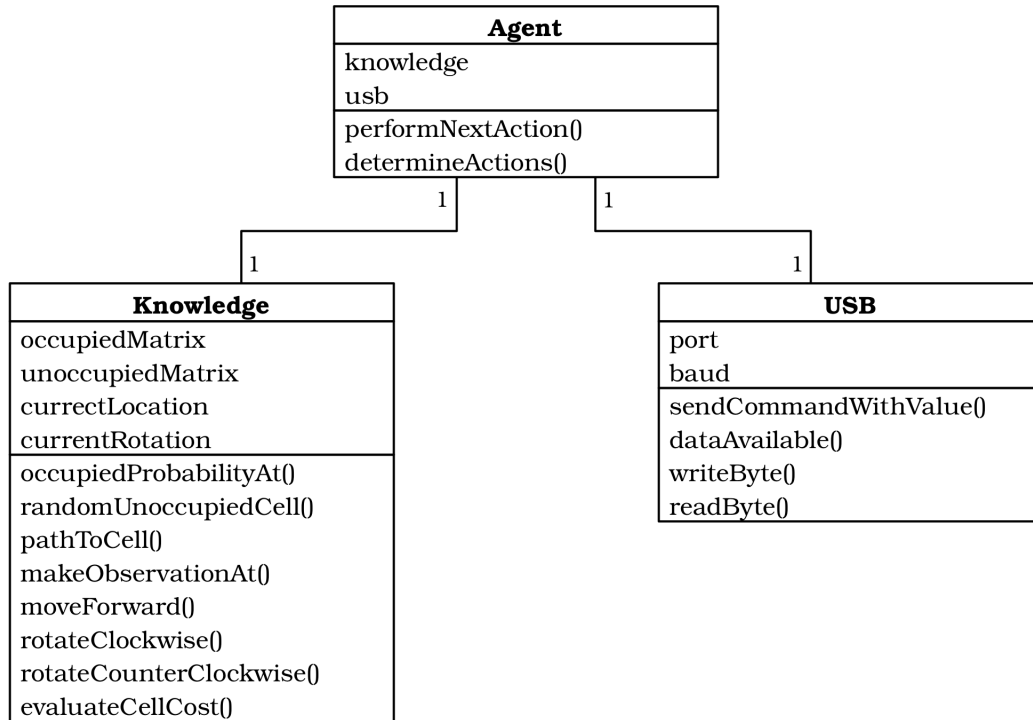 Agent
knowledge
usb
performNextAction()
determineActions()
1
1
1
1
Knowledge
occupiedMatrix
unoccupiedMatrix
currectLocation
currentRotation
occupiedProbabilityAt()
randomUnoccupiedCell()
pathToCell()
makeObservationAt()
moveForward()
rotateClockwise()
rotateCounterClockwise()
evaluateCellCost()
USB
port
baud
sendCommandWithValue()
dataAvailable()
writeByte()
readByte()